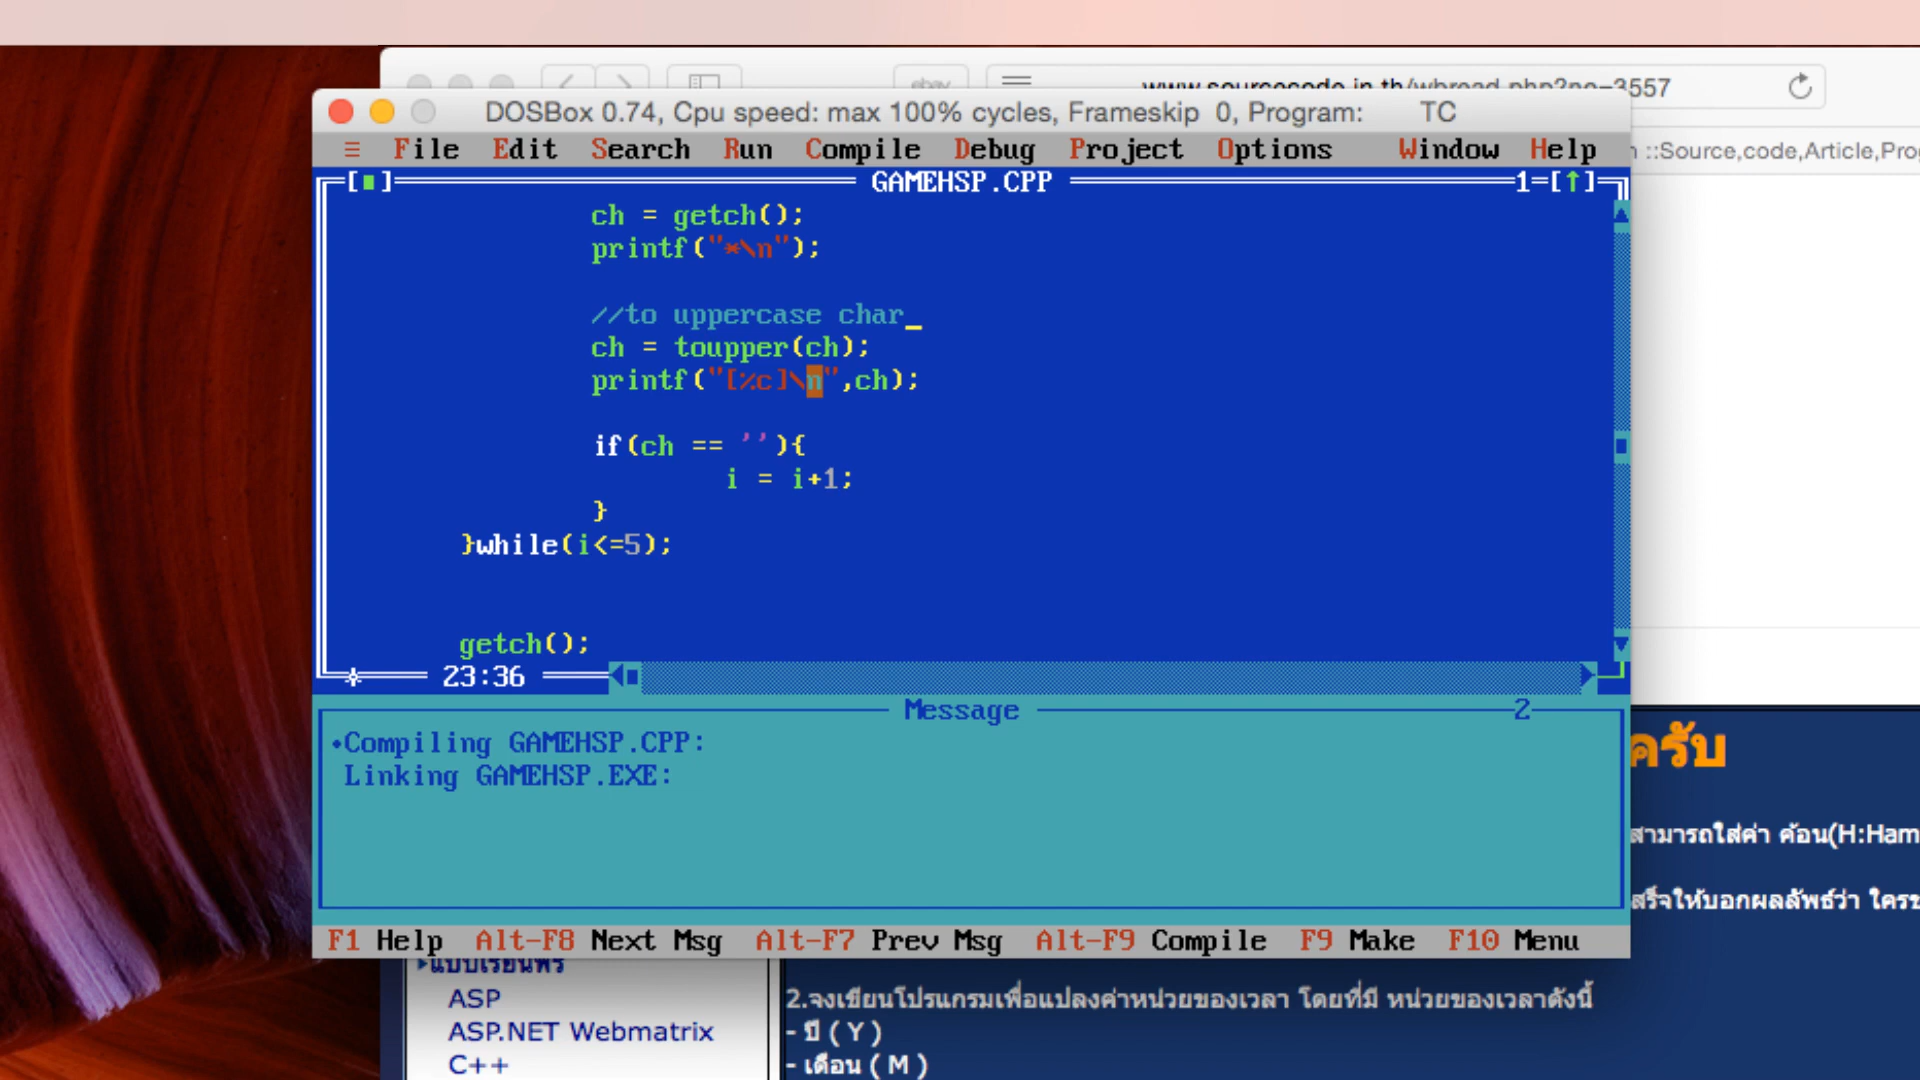 www.sourcecode.in.th/wbread.php?no=3557
DOSBox 0.74, Cpu speed: max 100% cycles, Frameskip 0, Program: TC
≡ File Edit Search Run Compile Debug Project Options Window Help
::Source,code,Article,Pro
[■] GAMEHSP.CPP 1=[↑]
ch = getch();
printf("*\n");
//to uppercase char_
ch = toupper(ch);
printf("[%c]\n",ch);
if(ch == ''){
i = i+1;
}
}while(i<=5);
getch();
23:36
Message 2
•Compiling GAMEHSP.CPP:
Linking GAMEHSP.EXE:
ครับ
สามารถใส่ค่า ค้อน(H:Ham
สร็จให้บอกผลลัพธ์ว่า ใคร
F1 Help Alt-F8 Next Msg Alt-F7 Prev Msg Alt-F9 Compile F9 Make F10 Menu
ASP
ASP.NET Webmatrix
C++
2.จงเขียนโปรแกรมเพื่อแปลงค่าหน่วยของเวลา โดยที่มี หน่วยของเวลาดังนี้
- ปี ( Y )
- เดือน ( M )